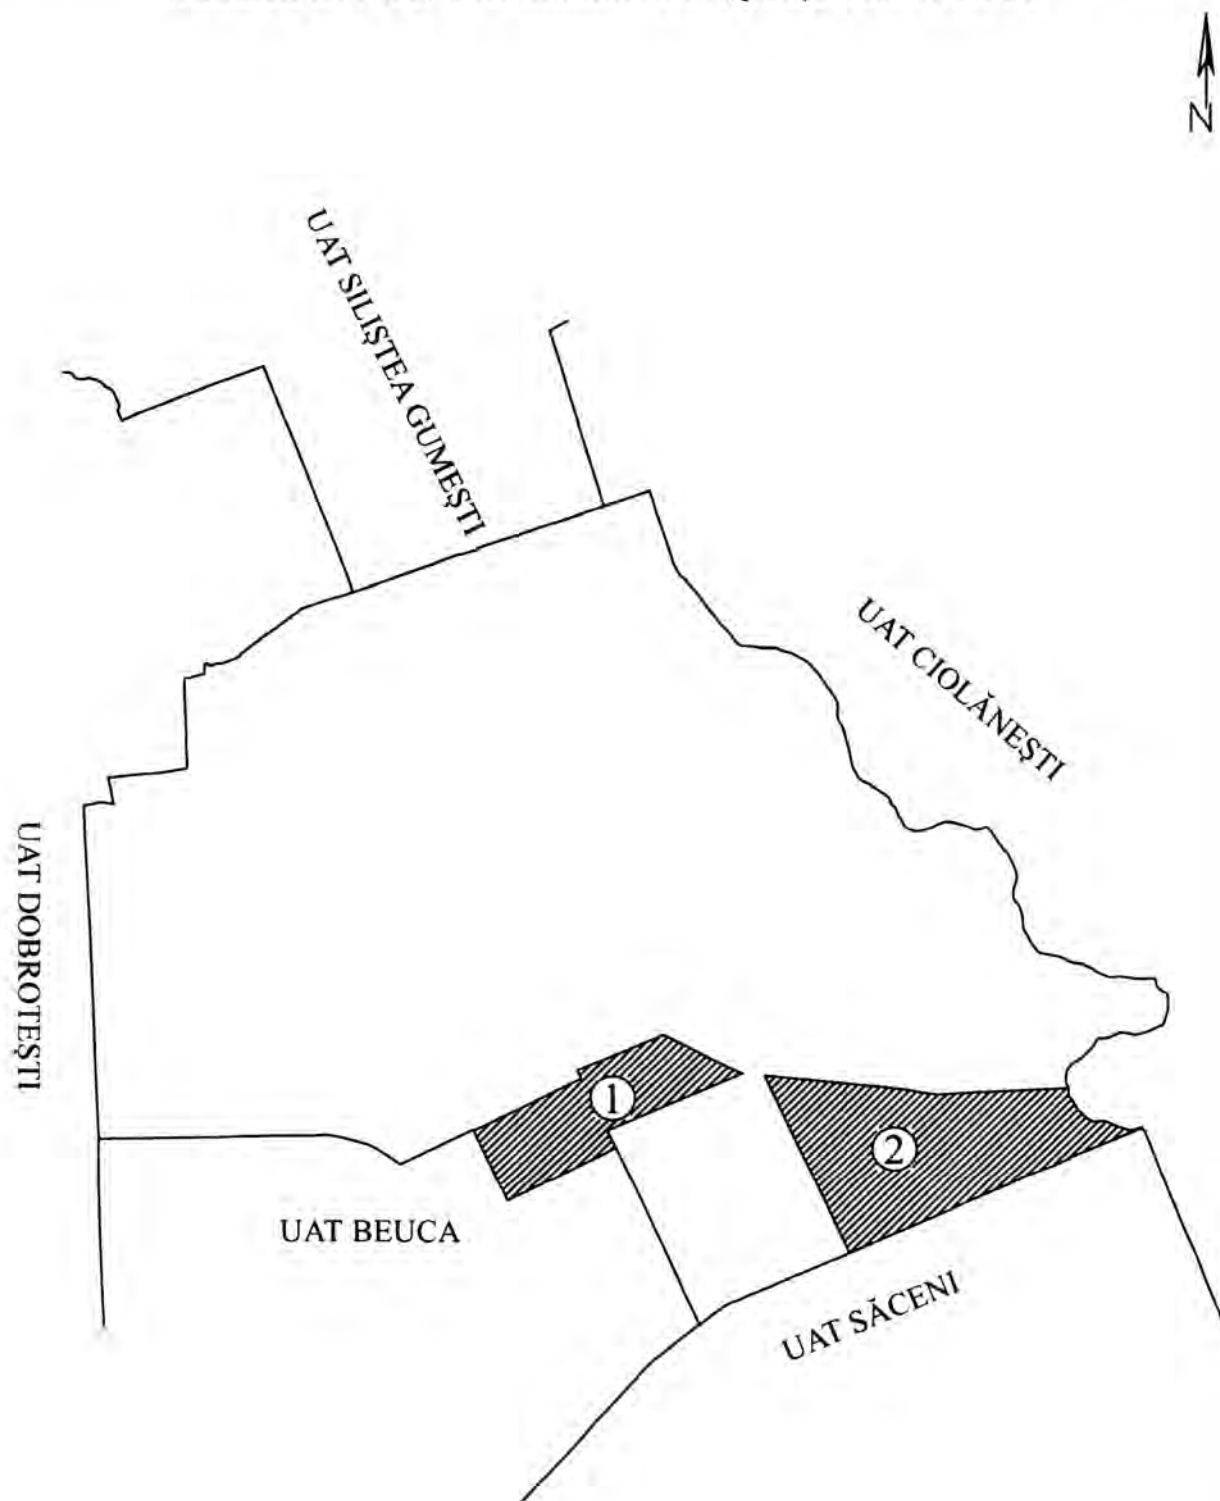 N
UAT SILIŞTEA GUMEŞTI
UAT CIOLĂNEŞTI
UAT DOBROTEŞTI
1
2
UAT BEUCA
UAT SĂCENI